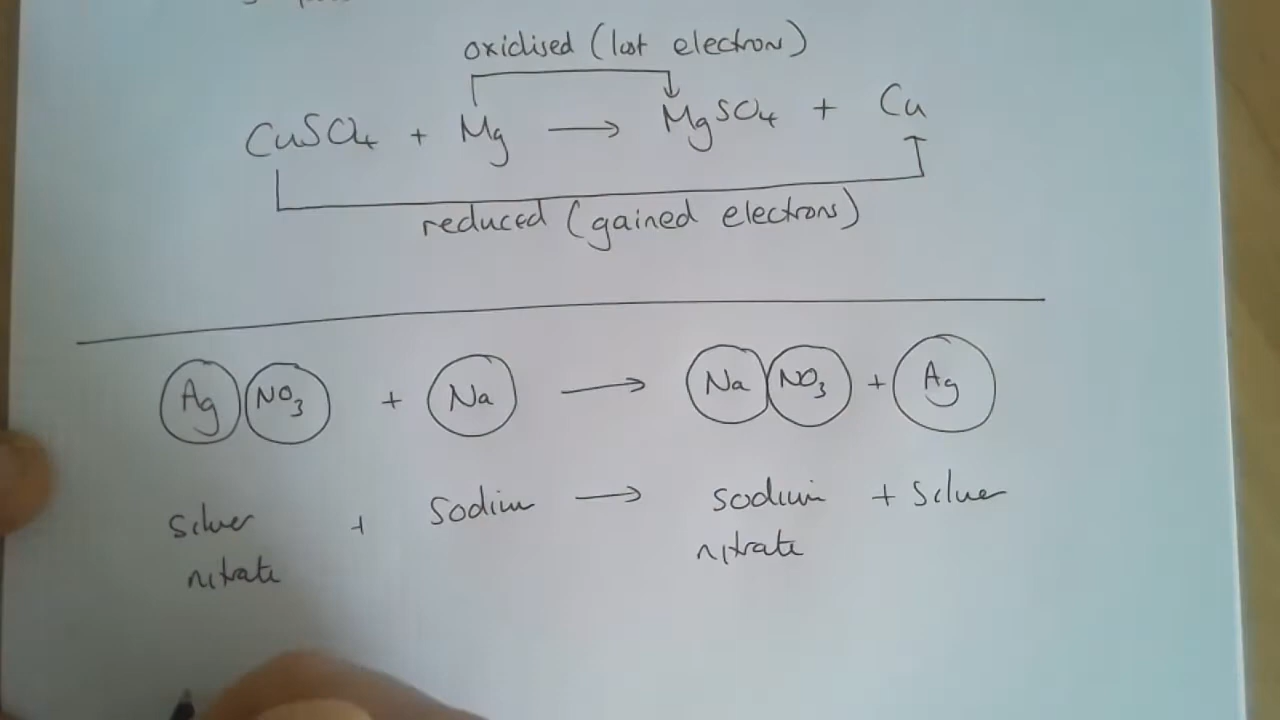 oxidised (lost electron)
CuSO₄ + Mg → MgSO₄ + Cu
reduced (gained electrons)
Ag NO₃ + Na → Na NO₃ + Ag
silver + sodium → sodium + silver
nitrate nitrate